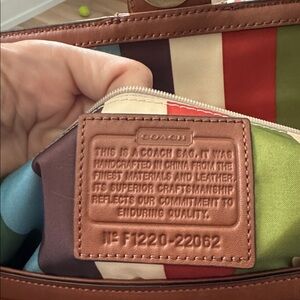 COACH
THIS IS A COACH BAG. IT WAS
HANDCRAFTED IN CHINA FROM THE
FINEST MATERIALS AND LEATHER.
ITS SUPERIOR CRAFTSMANSHIP
REFLECTS OUR COMMITMENT TO
ENDURING QUALITY.
Nº F1220-22062